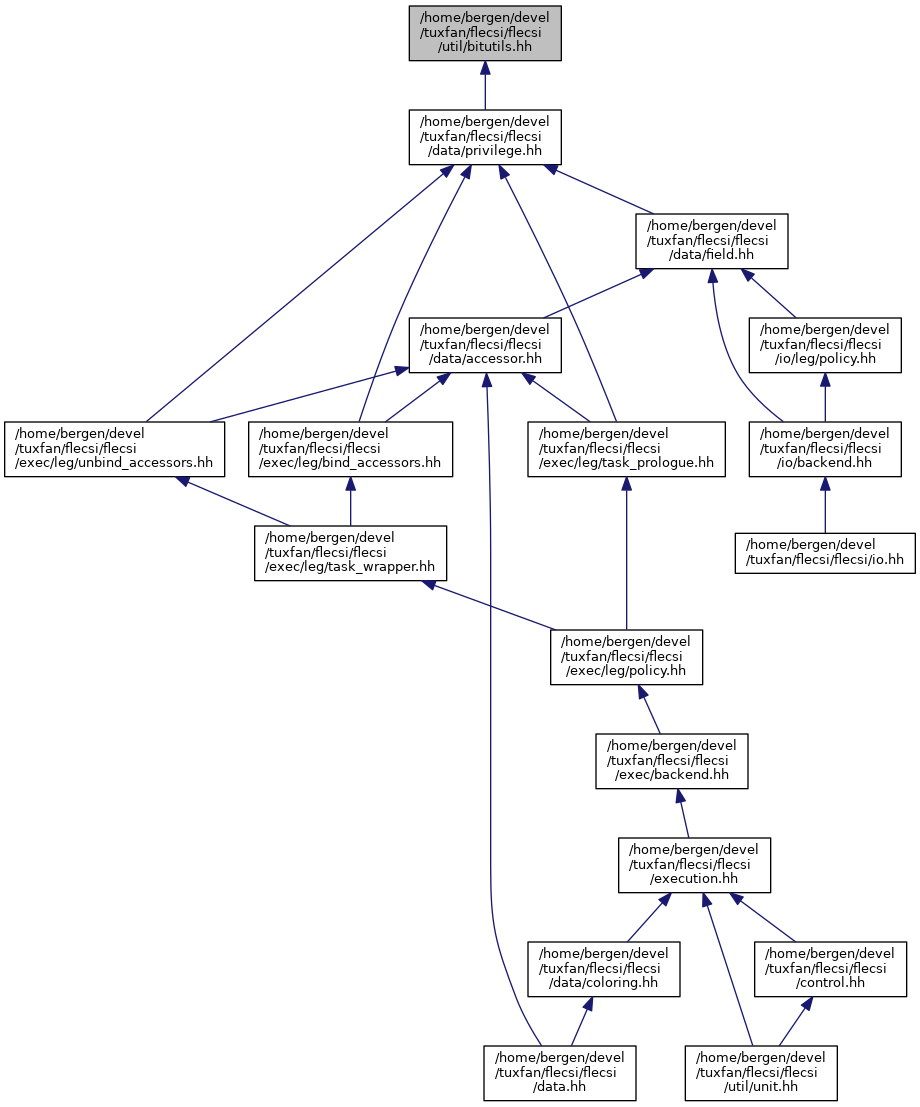 /home/bergen/devel
/tuxfan/flecsi/flecsi
/util/bitutils.hh
/home/bergen/devel
/tuxfan/flecsi/flecsi
/data/privilege.hh
/home/bergen/devel
/tuxfan/flecsi/flecsi
/data/field.hh
/home/bergen/devel
/tuxfan/flecsi/flecsi
/data/accessor.hh
/home/bergen/devel
/tuxfan/flecsi/flecsi
/io/leg/policy.hh
/home/bergen/devel
/tuxfan/flecsi/flecsi
/exec/leg/unbind_accessors.hh
/home/bergen/devel
/tuxfan/flecsi/flecsi
/exec/leg/bind_accessors.hh
/home/bergen/devel
/tuxfan/flecsi/flecsi
/exec/leg/task_prologue.hh
/home/bergen/devel
/tuxfan/flecsi/flecsi
/io/backend.hh
/home/bergen/devel
/tuxfan/flecsi/flecsi
/exec/leg/task_wrapper.hh
/home/bergen/devel
/tuxfan/flecsi/flecsi/io.hh
/home/bergen/devel
/tuxfan/flecsi/flecsi
/exec/leg/policy.hh
/home/bergen/devel
/tuxfan/flecsi/flecsi
/exec/backend.hh
/home/bergen/devel
/tuxfan/flecsi/flecsi
/execution.hh
/home/bergen/devel
/tuxfan/flecsi/flecsi
/data/coloring.hh
/home/bergen/devel
/tuxfan/flecsi/flecsi
/control.hh
/home/bergen/devel
/tuxfan/flecsi/flecsi
/data.hh
/home/bergen/devel
/tuxfan/flecsi/flecsi
/util/unit.hh